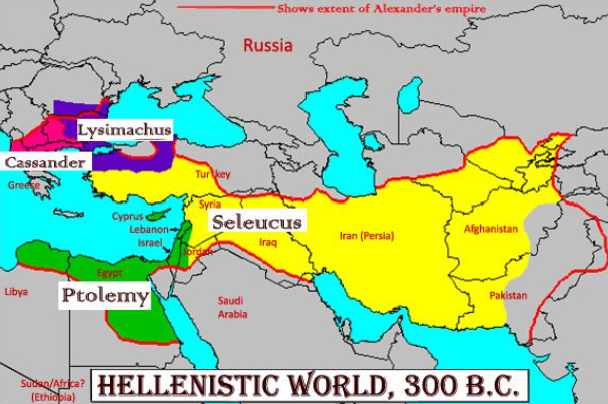 Shows extent of Alexander's empire
Russia
Lysimachus
Cassander
Greece
Turkey
Syria
Cyprus
Lebanon
Israel
Seleucus
Jordan
Iraq
Iran (Persia)
Afghanistan
Pakistan
Egypt
Libya
Ptolemy
Saudi
Arabia
Sudan/Africa?
(Ethiopia)
HELLENISTIC WORLD, 300 B.C.